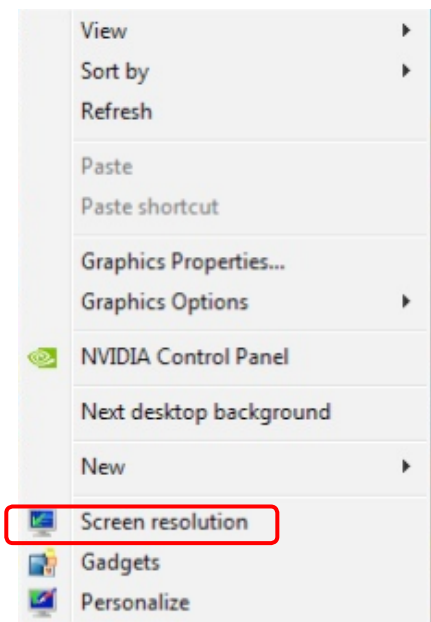 View
Sort by
Refresh
Paste
Paste shortcut
Graphics Properties...
Graphics Options
NVIDIA Control Panel
Next desktop background
New
Screen resolution
Gadgets
Personalize